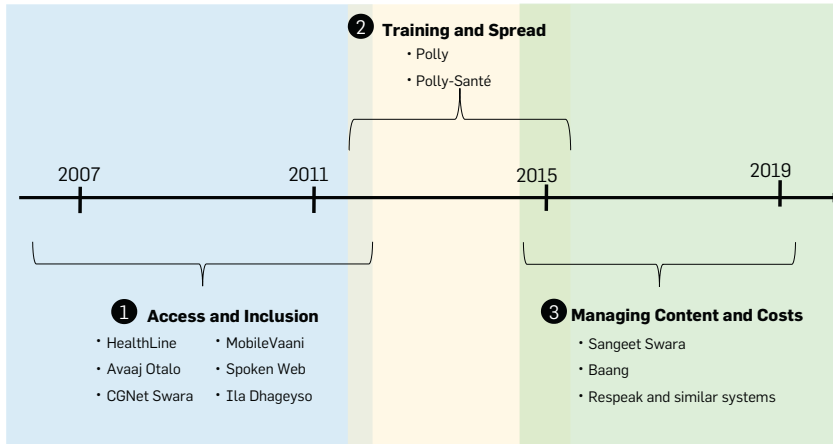 2 Training and Spread
• Polly
• Polly-Santé
2007 2011 2015 2019
1 Access and Inclusion
• HealthLine • MobileVaani
• Avaaj Otalo • Spoken Web
• CGNet Swara • Ila Dhageyso
3 Managing Content and Costs
• Sangeet Swara
• Baang
• Respeak and similar systems